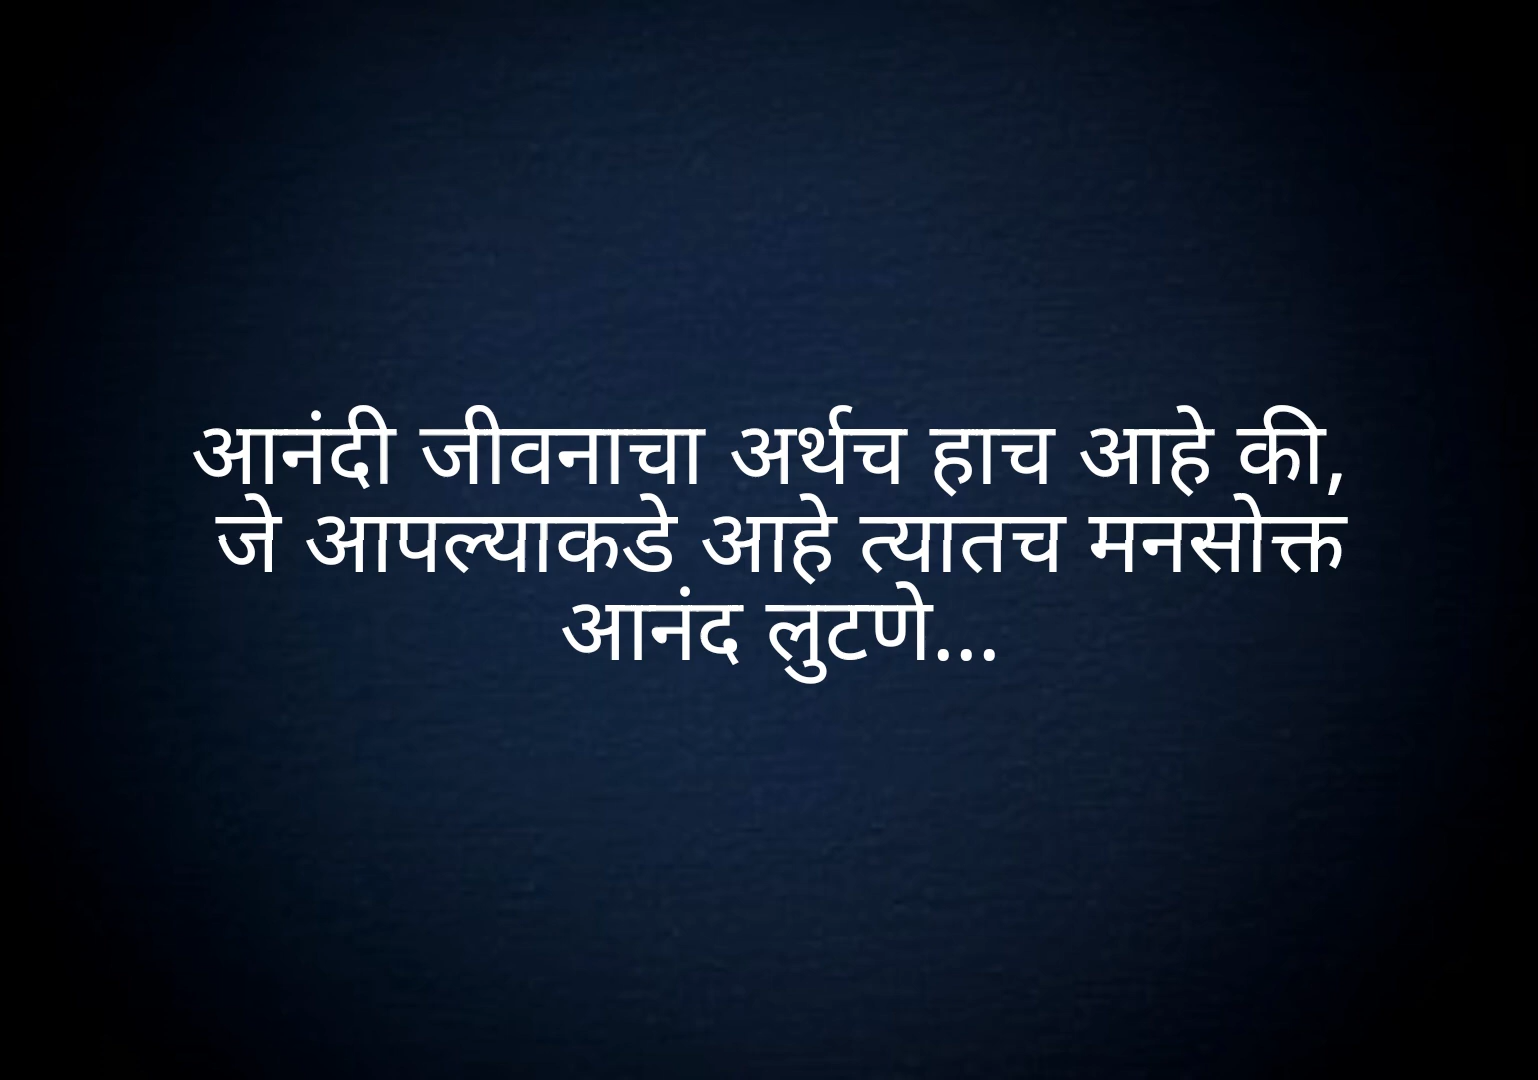 आनंदी जीवनाचा अर्थच हाच आहे की,
जे आपल्याकडे आहे त्यातच मनसोक्त
आनंद लुटणे...